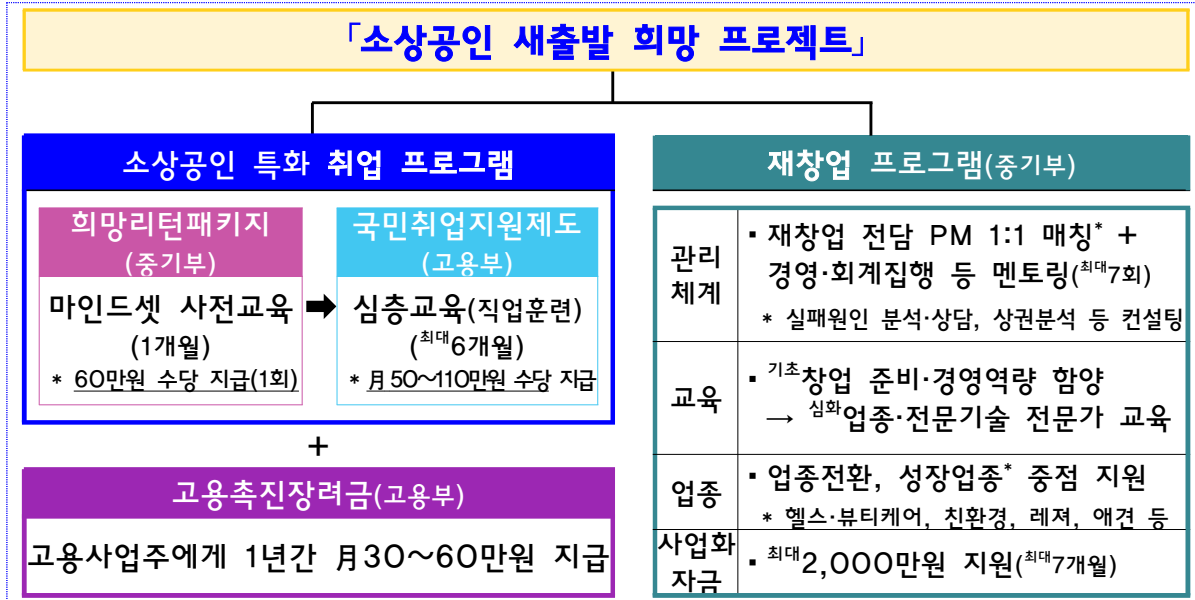 「소상공인 새출발 희망 프로젝트」
소상공인 특화 취업 프로그램
희망리턴패키지
(중기부)
마인드셋 사전교육
(1개월)
* 60만원 수당 지급(1회)
➡
국민취업지원제도
(고용부)
심층교육(직업훈련)
(최대6개월)
* 月50~110만원 수당 지급
+
고용촉진장려금(고용부)
고용사업주에게 1년간 月30~60만원 지급
재창업 프로그램(중기부)
관리
체계
▪ 재창업 전담 PM 1:1 매칭* +
경영·회계집행 등 멘토링(최대7회)
* 실패원인 분석·상담, 상권분석 등 컨설팅
교육
▪ 기초창업 준비·경영역량 함양
→ 심화업종·전문기술 전문가 교육
업종
▪ 업종전환, 성장업종* 중점 지원
* 헬스·뷰티케어, 친환경, 레져, 애견 등
사업화
자금
▪ 최대2,000만원 지원(최대7개월)